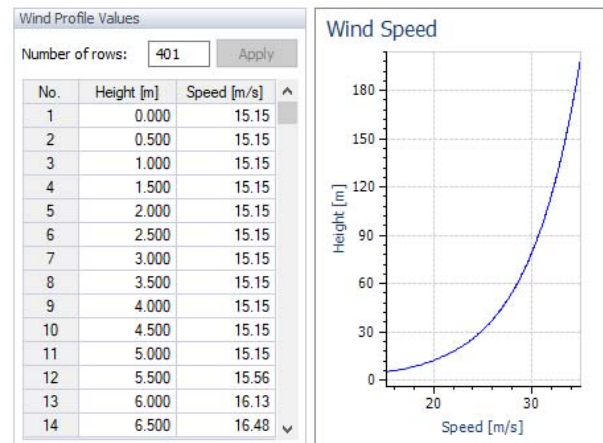 Wind Profile Values
Number of rows: 401 Apply
No. Height [m] Speed [m/s]
1 0.000 15.15
2 0.500 15.15
3 1.000 15.15
4 1.500 15.15
5 2.000 15.15
6 2.500 15.15
7 3.000 15.15
8 3.500 15.15
9 4.000 15.15
10 4.500 15.15
11 5.000 15.15
12 5.500 15.56
13 6.000 16.13
14 6.500 16.48
Wind Speed
Height [m]
180
150
120
90
60
30
0
20 30
Speed [m/s]